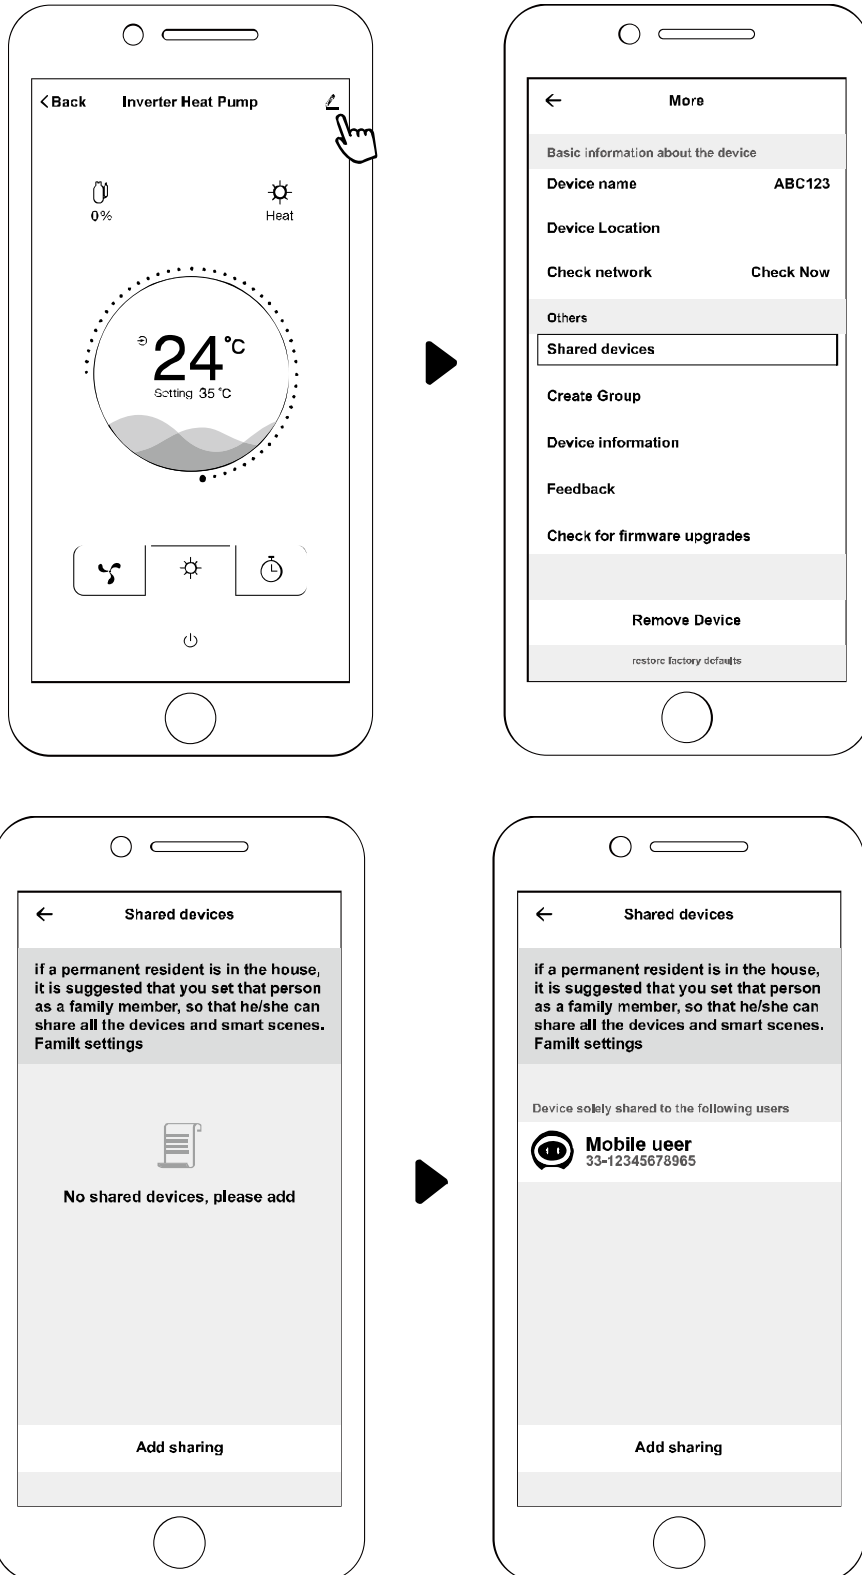 Back Inverter Heat Pump
0% Heat
24°C
Setting 35°C
More
Basic information about the device
Device name ABC123
Device Location
Check network Check Now
Others
Shared devices
Create Group
Device information
Feedback
Check for firmware upgrades
Remove Device
restore factory defaults
Shared devices
if a permanent resident is in the house,
it is suggested that you set that person
as a family member, so that he/she can
share all the devices and smart scenes.
Familt settings
No shared devices, please add
Add sharing
Shared devices
if a permanent resident is in the house,
it is suggested that you set that person
as a family member, so that he/she can
share all the devices and smart scenes.
Familt settings
Device solely shared to the following users
Mobile ueer
33-12345678965
Add sharing